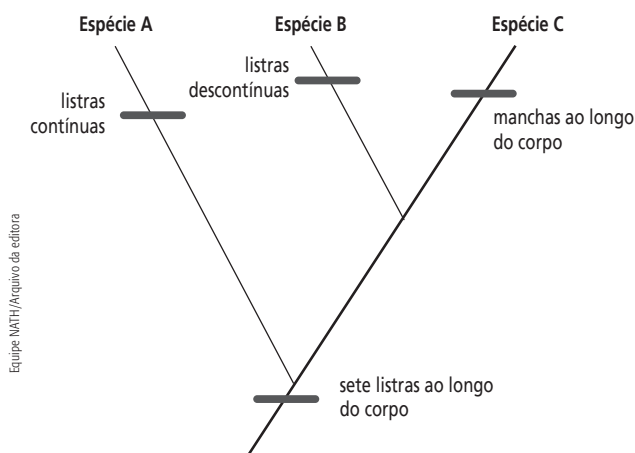 Espécie A
Espécie B
Espécie C
listras
descontínuas
listras
contínuas
manchas ao longo
do corpo
sete listras ao longo
do corpo
Equipe NATH/Arquivo da editora